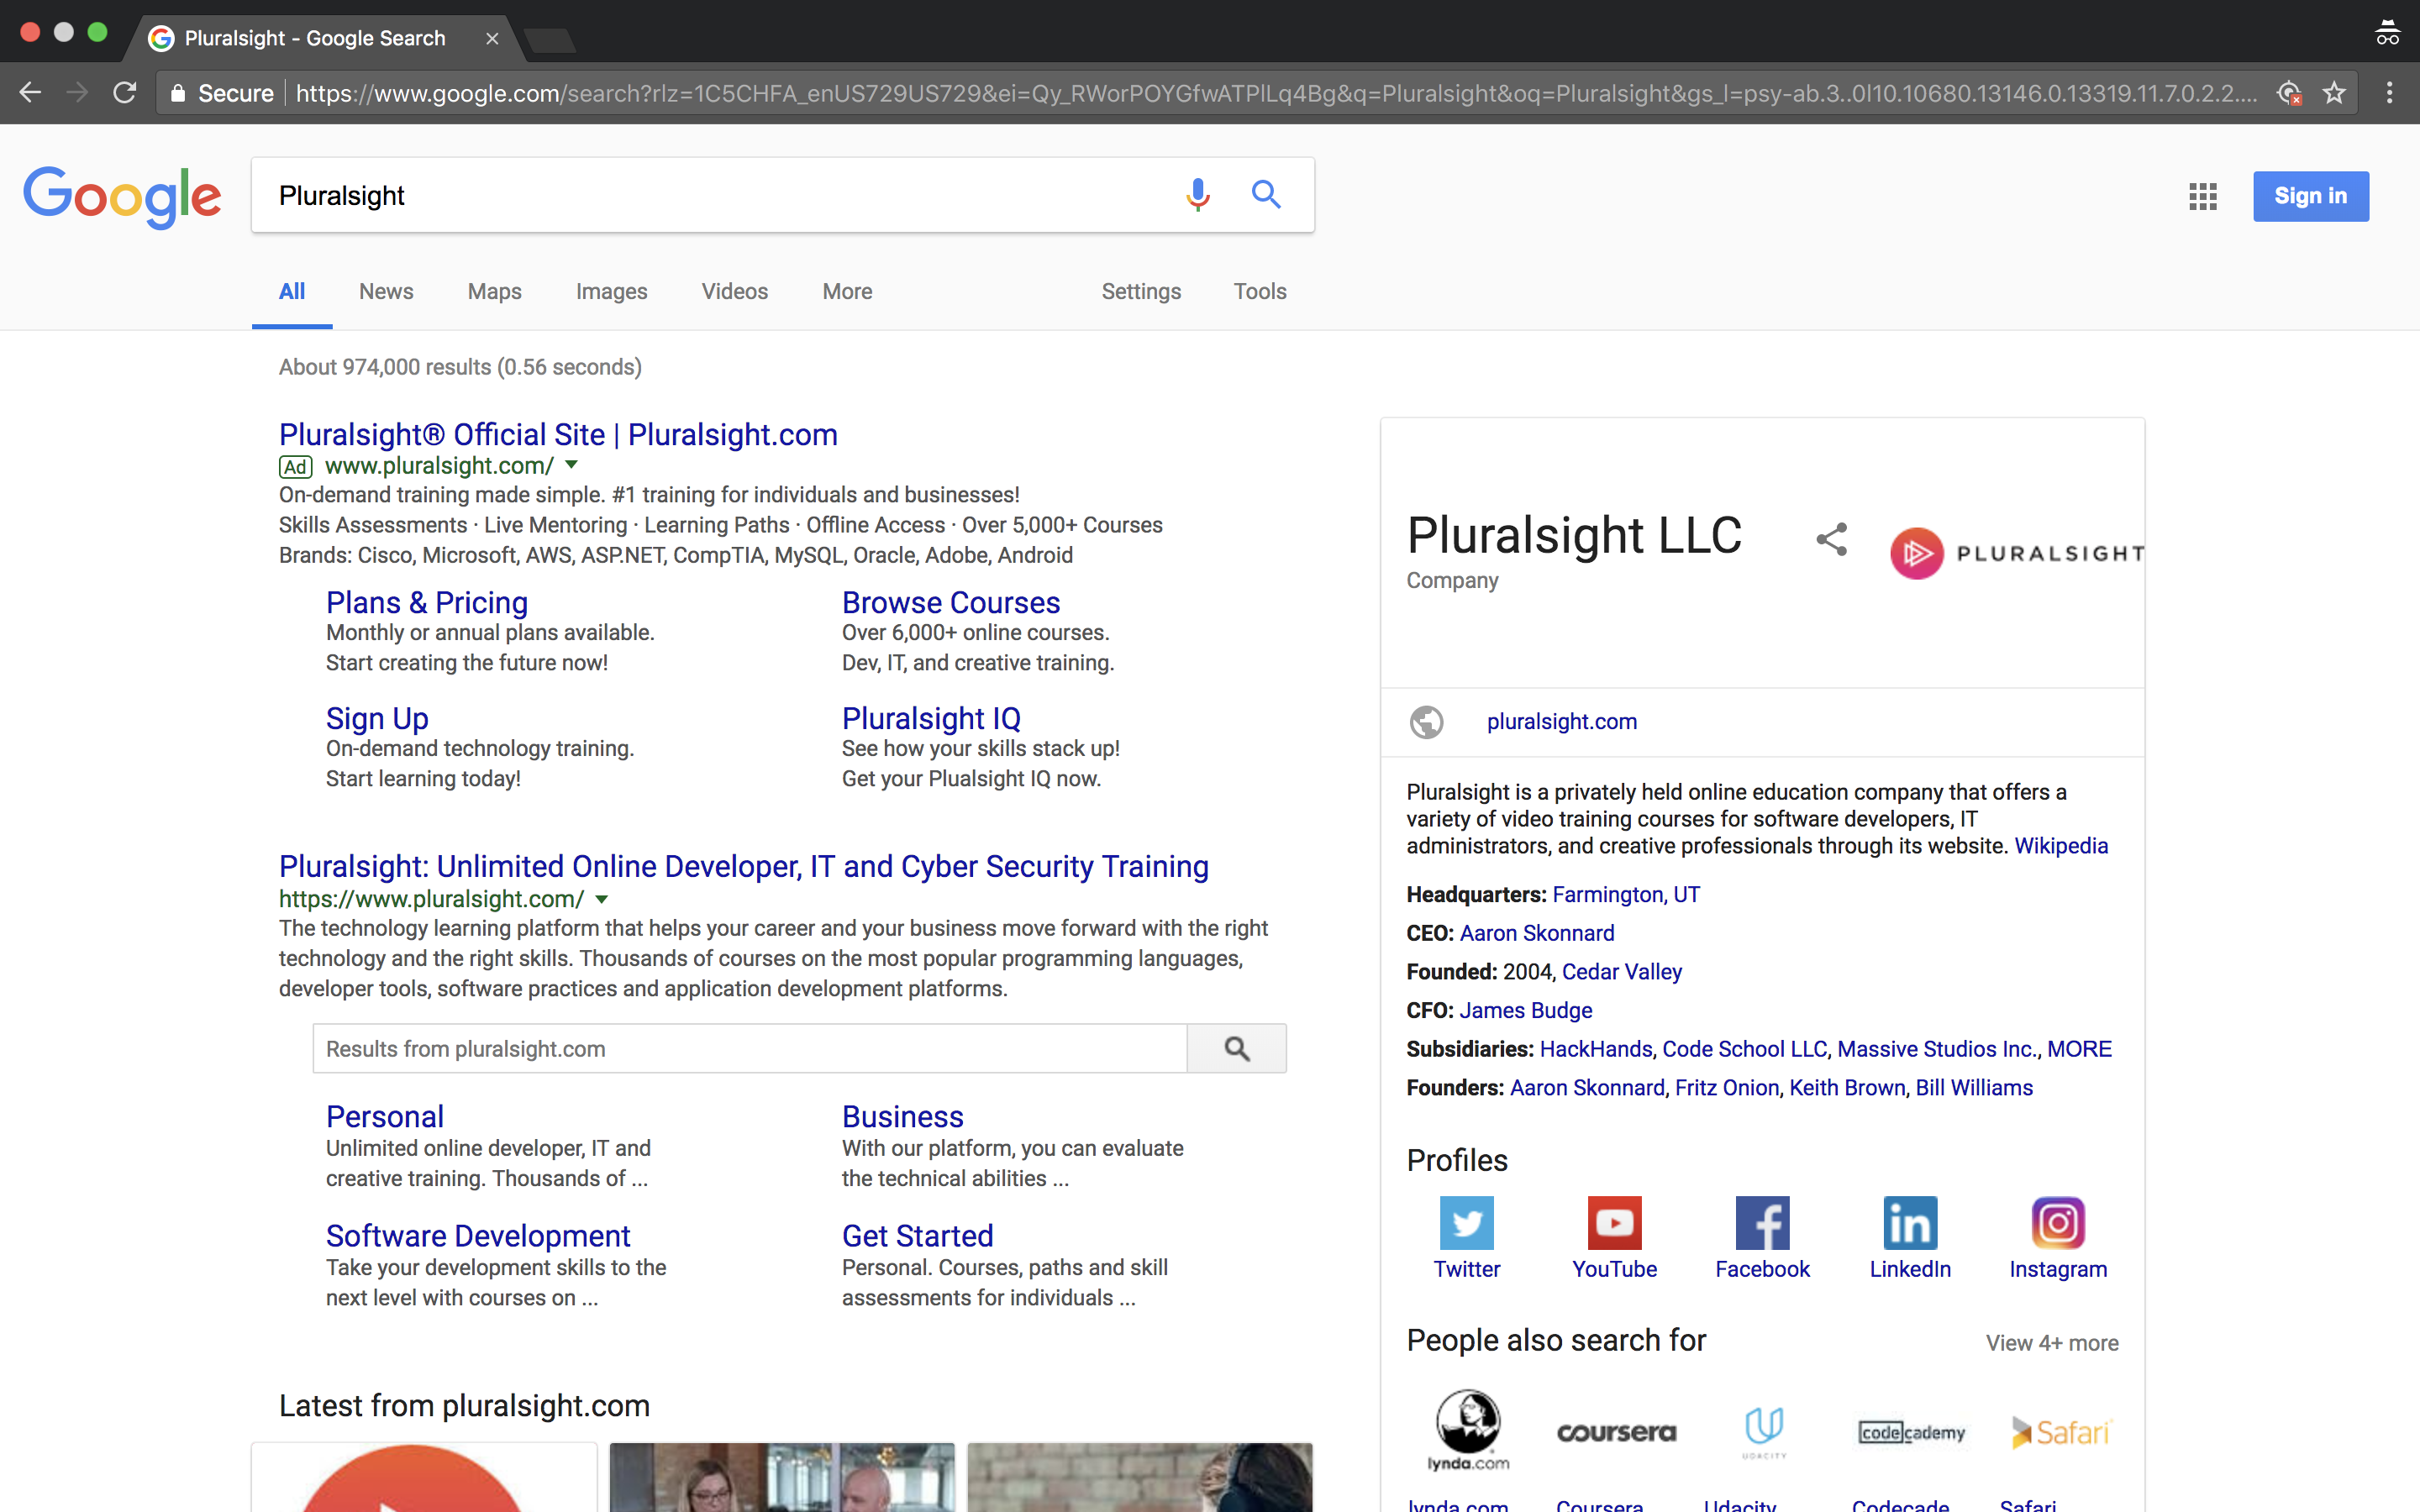 Pluralsight - Google Search
Secure https://www.google.com/search?rlz=1C5CHFA_enUS729US729&ei=Qy_RWorPOYGfwATPlLq4Bg&q=Pluralsight&oq=Pluralsight&gs_l=psy-ab.3..0l10.10680.13146.0.13319.11.7.0.2.2....
Google
Pluralsight
Sign in
All News Maps Images Videos More Settings Tools
About 974,000 results (0.56 seconds)
Pluralsight® Official Site | Pluralsight.com
Ad www.pluralsight.com/
On-demand training made simple. #1 training for individuals and businesses!
Skills Assessments · Live Mentoring · Learning Paths · Offline Access · Over 5,000+ Courses
Brands: Cisco, Microsoft, AWS, ASP.NET, CompTIA, MySQL, Oracle, Adobe, Android
Plans & Pricing
Monthly or annual plans available.
Start creating the future now!
Browse Courses
Over 6,000+ online courses.
Dev, IT, and creative training.
Sign Up
On-demand technology training.
Start learning today!
Pluralsight IQ
See how your skills stack up!
Get your Plualsight IQ now.
Pluralsight: Unlimited Online Developer, IT and Cyber Security Training
https://www.pluralsight.com/
The technology learning platform that helps your career and your business move forward with the right
technology and the right skills. Thousands of courses on the most popular programming languages,
developer tools, software practices and application development platforms.
Results from pluralsight.com
Personal
Unlimited online developer, IT and
creative training. Thousands of ...
Business
With our platform, you can evaluate
the technical abilities ...
Software Development
Take your development skills to the
next level with courses on ...
Get Started
Personal. Courses, paths and skill
assessments for individuals ...
Latest from pluralsight.com
Pluralsight LLC
Company
PLURALSIGHT
pluralsight.com
Pluralsight is a privately held online education company that offers a
variety of video training courses for software developers, IT
administrators, and creative professionals through its website. Wikipedia
Headquarters: Farmington, UT
CEO: Aaron Skonnard
Founded: 2004, Cedar Valley
CFO: James Budge
Subsidiaries: HackHands, Code School LLC, Massive Studios Inc., MORE
Founders: Aaron Skonnard, Fritz Onion, Keith Brown, Bill Williams
Profiles
Twitter YouTube Facebook LinkedIn Instagram
People also search for
View 4+ more
lynda.com coursera UDACITY codecademy Safari
lynda.com Coursera Udacity Codecade Safari